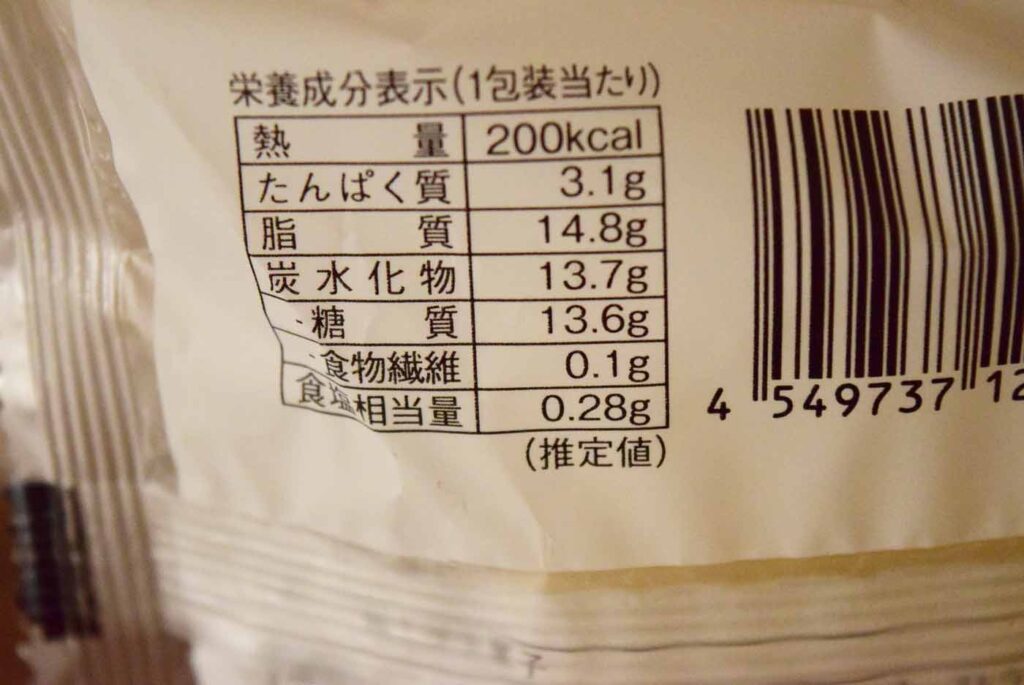 栄養成分表示(1包装当たり)
熱量 200kcal
たんぱく質 3.1g
脂質 14.8g
炭水化物 13.7g
-糖質 13.6g
-食物繊維 0.1g
食塩相当量 0.28g
(推定値)
4 549737 12